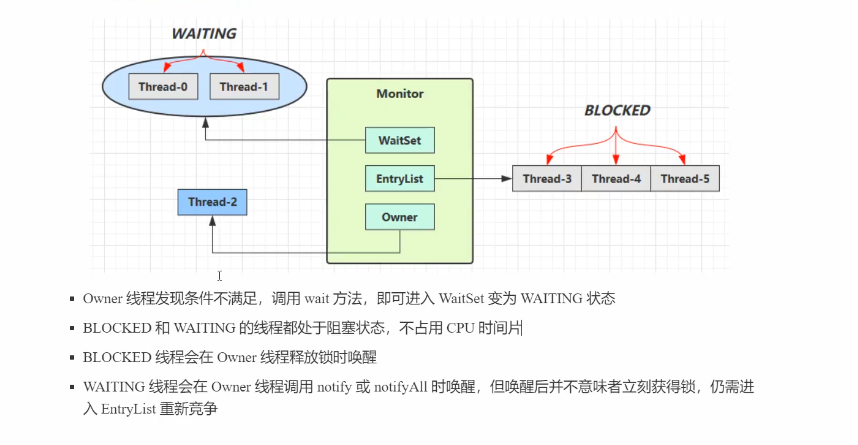 WAITING
Thread-0 Thread-1
Monitor
BLOCKED
WaitSet
EntryList
Thread-3 Thread-4 Thread-5
Thread-2
Owner
Owner 线程发现条件不满足，调用 wait 方法，即可进入 WaitSet 变为 WAITING 状态
BLOCKED 和 WAITING 的线程都处于阻塞状态，不占用 CPU 时间片
BLOCKED 线程会在 Owner 线程释放锁时唤醒
WAITING 线程会在 Owner 线程调用 notify 或 notifyAll 时唤醒，但唤醒后并不意味者立刻获得锁，仍需进
入 EntryList 重新竞争